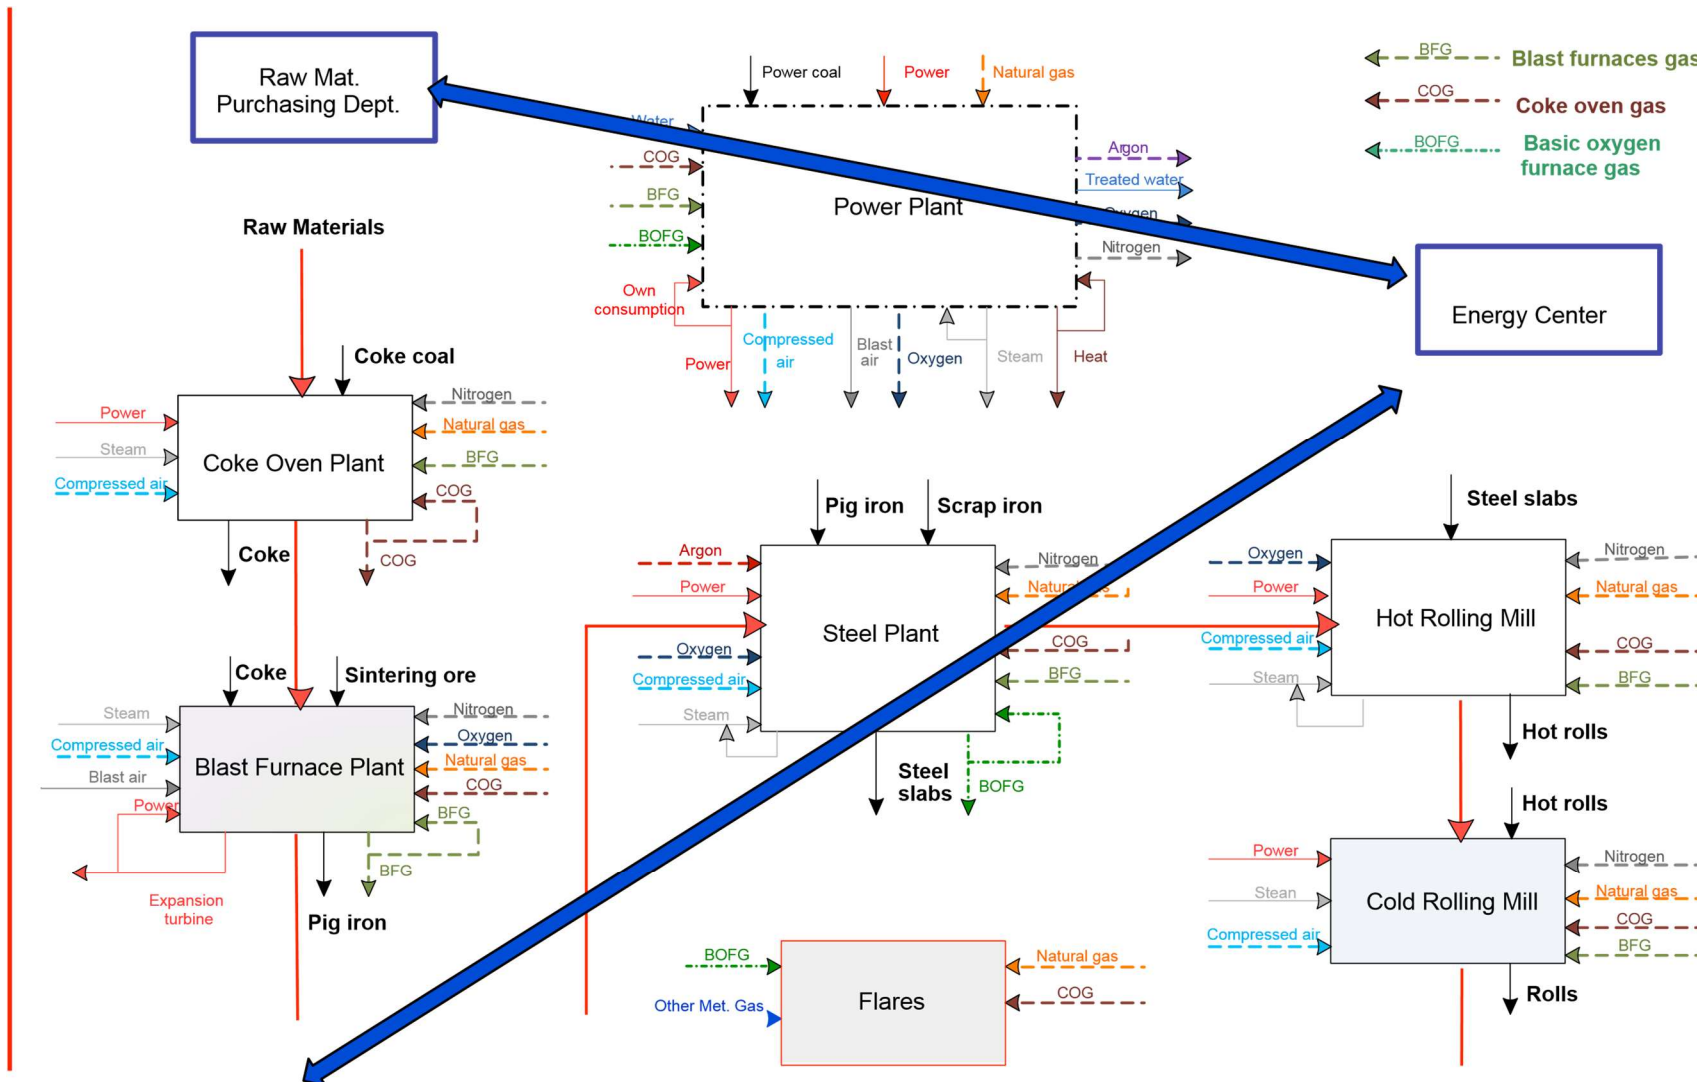 Raw Mat.
Purchasing Dept.
Power coal
Power
Natural gas
BFG
Blast furnaces gas
COG
Coke oven gas
BOFG
Basic oxygen
furnace gas
Water
COG
BFG
BOFG
Own
consumption
Power Plant
Argon
Treated water
Oxygen
Nitrogen
Power
Compressed
air
Blast
air
Oxygen
Steam
Heat
Energy Center
Raw Materials
Coke coal
Power
Steam
Compressed air
Coke Oven Plant
Nitrogen
Natural gas
BFG
COG
Coke
COG
Coke
Sintering ore
Steam
Compressed air
Blast air
Power
Blast Furnace Plant
Nitrogen
Oxygen
Natural gas
COG
BFG
BFG
Expansion
turbine
Pig iron
Pig iron
Scrap iron
Argon
Power
Oxygen
Compressed air
Steam
Steel Plant
Nitrogen
Natural gas
COG
BFG
Steel
slabs
BOFG
Steel slabs
Oxygen
Power
Compressed air
Steam
Hot Rolling Mill
Nitrogen
Natural gas
COG
BFG
Hot rolls
Hot rolls
Power
Stean
Compressed air
Cold Rolling Mill
Nitrogen
Natural gas
COG
BFG
Rolls
BOFG
Other Met. Gas
Flares
Natural gas
COG